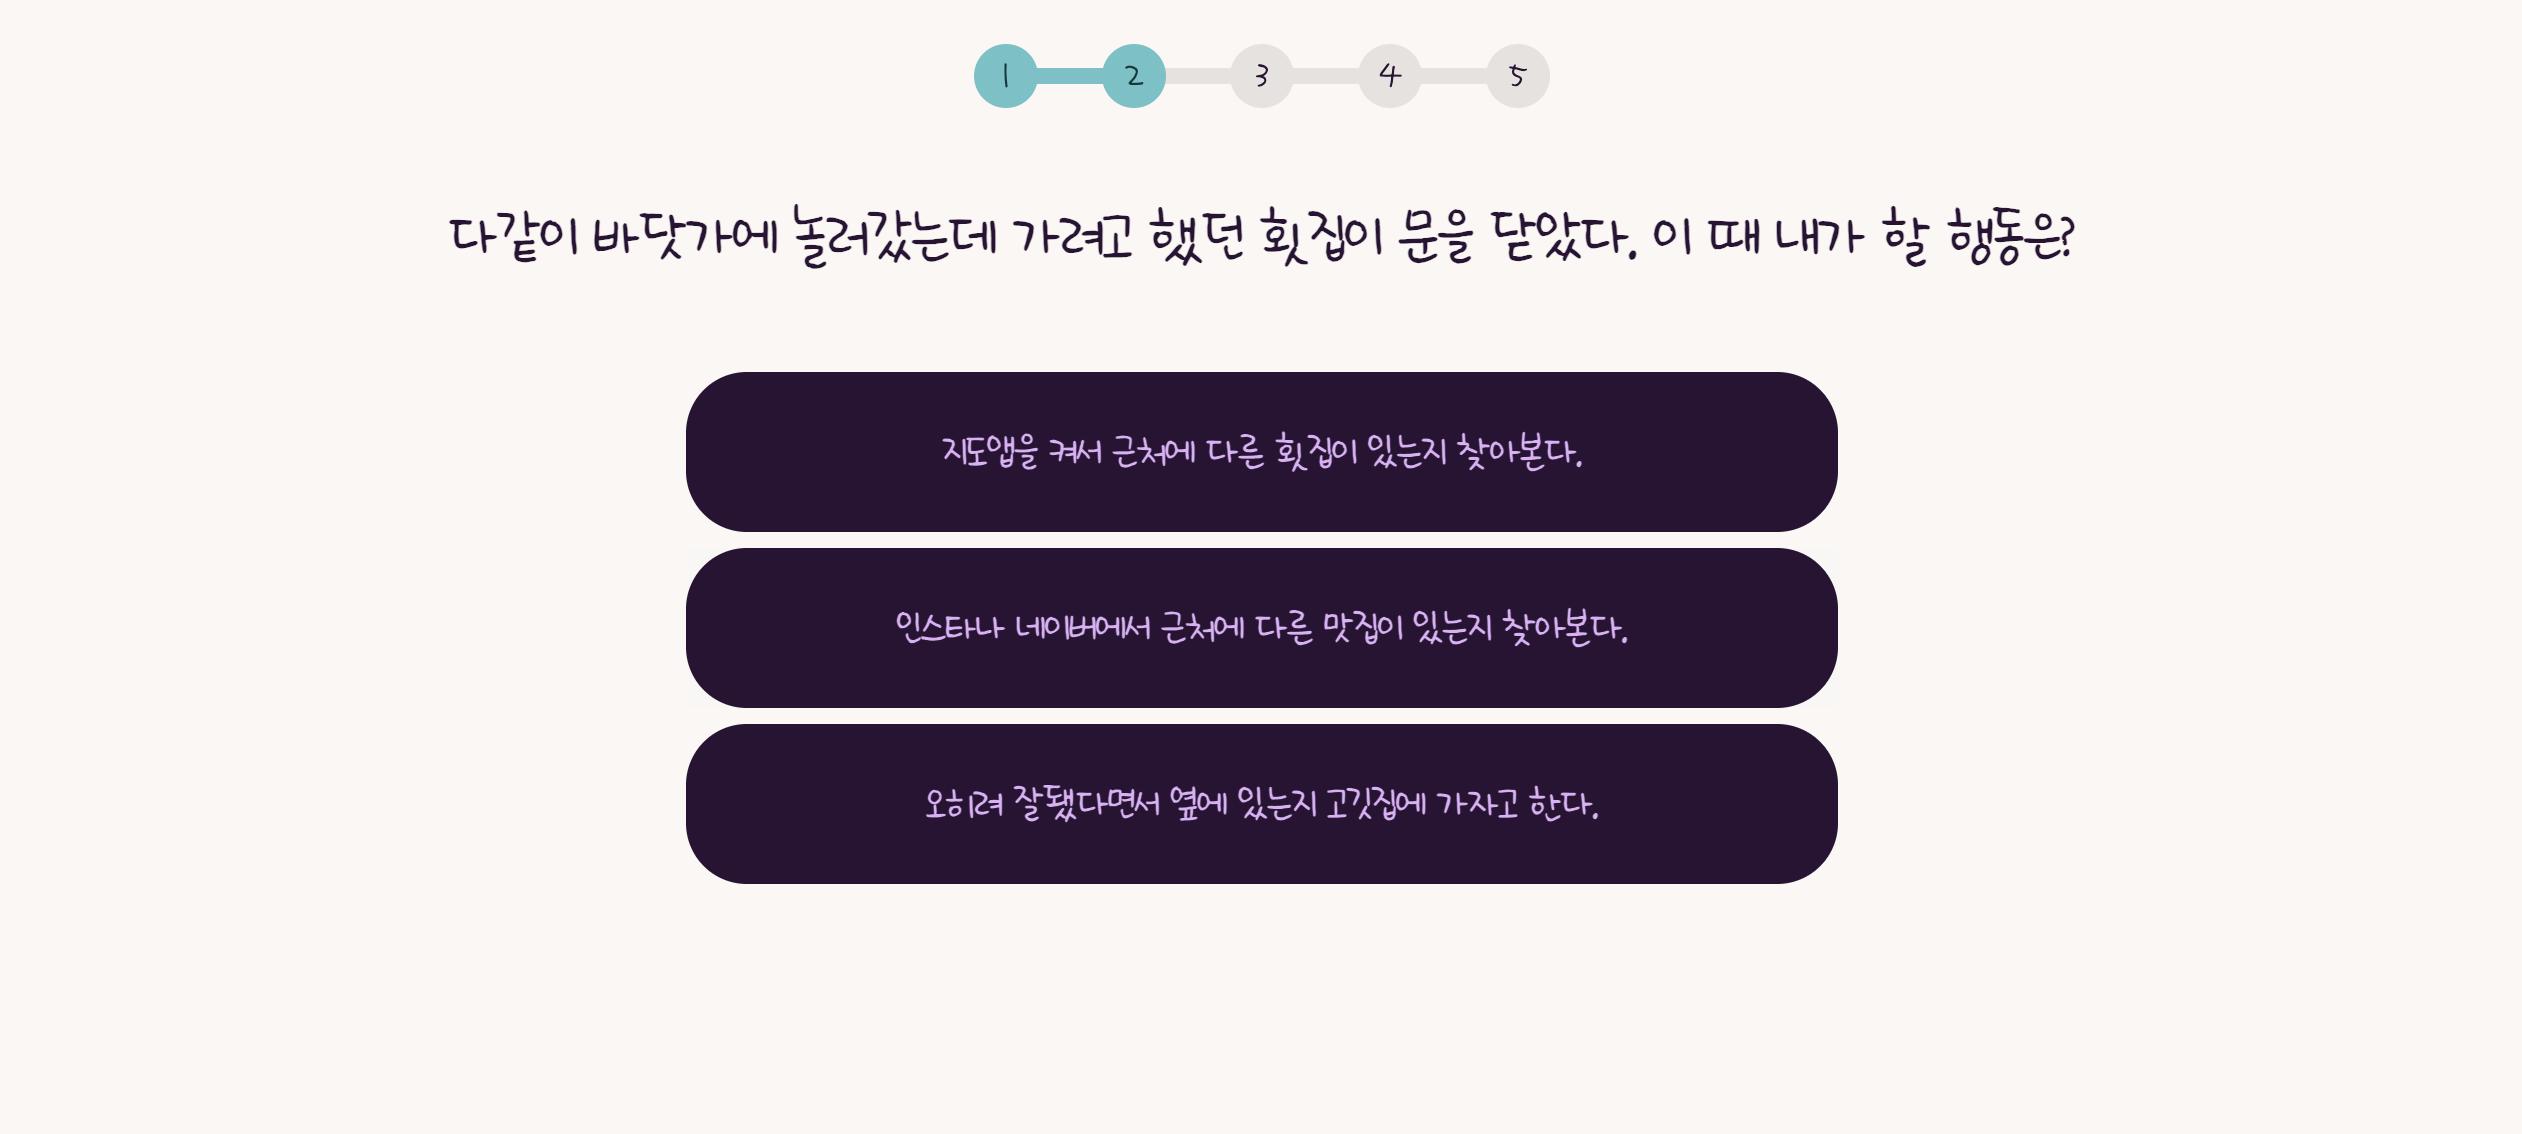 1 2 3 4 5
다같이 바닷가에 놀러갔는데 가려고 했던 횟집이 문을 닫았다. 이 때 내가 할 행동은?
지도앱을 켜서 근처에 다른 횟집이 있는지 찾아본다.
인스타나 네이버에서 근처에 다른 맛집이 있는지 찾아본다.
오히려 잘됐다면서 옆에 있는지 고깃집에 가자고 한다.